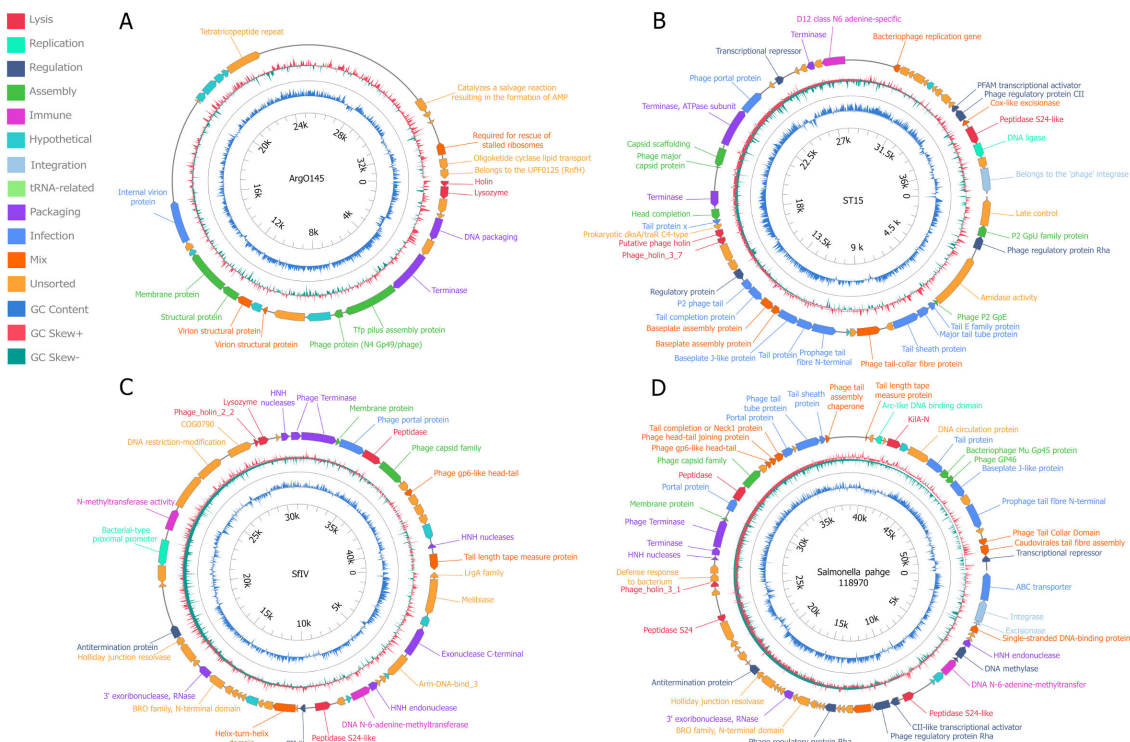 Lysis
Replication
Regulation
Assembly
Immune
Hypothetical
Integration
tRNA-related
Packaging
Infection
Mix
Unsorted
GC Content
GC Skew+
GC Skew-
A
Tetratricopeptide repeat
Catalyzes a salvage reaction
resulting in the formation of AMP
Required for rescue of
stalled ribosomes
Oligoketide cyclase lipid transport
Belongs to the UPF0125 (RnfH)
Holin
Lysozyme
DNA packaging
Terminase
Tfp pilus assembly protein
Phage protein (N4 Gp49/phage)
Virion structural protein
Virion structural protein
Structural protein
Membrane protein
Internal virion
protein
ArgO145
0
4k
8k
12k
16k
20k
24k
28k
32k
B
D12 class N6 adenine-specific
Terminase
Transcriptional repressor
Phage portal protein
Terminase, ATPase subunit
Capsid scaffolding
Phage major
capsid protein
Terminase
Head completion
Tail protein x
Prokaryotic dksA/traR C4-type
Putative phage holin
Phage_holin_3_7
Regulatory protein
P2 phage tail
Tail completion protein
Baseplate assembly protein
Baseplate assembly protein
Baseplate J-like protein
Tail protein
Prophage tail
fibre N-terminal
Phage tail-collar fibre protein
Tail sheath protein
Major tail tube protein
Tail E family protein
Phage P2 GpE
Amidase activity
Phage regulatory protein Rha
P2 GpU family protein
Late control
Belongs to the 'phage' integrase
DNA ligase
Peptidase S24-like
Cox-like excisionase
Phage regulatory protein CII
PFAM transcriptional activator
Bacteriophage replication gene
ST15
0
4.5 k
9 k
13.5k
18k
22.5k
27k
31.5k
36k
C
HNH
nucleases
Phage Terminase
Membrane protein
Phage portal protein
Peptidase
Phage capsid family
Phage gp6-like head-tail
HNH nucleases
Tail length tape measure protein
LrgA family
Melibiase
Exonuclease C-terminal
Arm-DNA-bind_3
HNH endonuclease
DNA N-6-adenine-methyltransferase
Peptidase S24-like
Helix-turn-helix
BRO family, N-terminal domain
3' exoribonuclease, RNase
Holliday junction resolvase
Antitermination protein
Bacterial-type
proximal promoter
N-methyltransferase activity
DNA restriction-modification
COG0790
Phage_holin_2_2
Lysozyme
SfIV
0
5k
10k
15k
20k
25k
30k
35k
40k
D
Phage tail
tube protein
Tail sheath
protein
Phage tail
assembly
chaperone
Tail length tape
measure protein
Arc-like DNA binding domain
KilA-N
DNA circulation protein
Tail protein
Bacteriophage Mu Gp45 protein
Phage GP46
Baseplate J-like protein
Prophage tail fibre N-terminal
Phage Tail Collar Domain
Caudovirales tail fibre assembly
Transcriptional repressor
ABC transporter
Integrase
Excisionase
Single-stranded DNA-binding protein
HNH endonuclease
DNA methylase
DNA N-6-adenine-methyltransfer
Peptidase S24-like
CII-like transcriptional activator
Phage regulatory protein Rha
Phage regulatory protein Rha
BRO family, N-terminal domain
3' exoribonuclease, RNase
Holliday junction resolvase
Antitermination protein
Peptidase S24
Phage_holin_3_1
Defense response
to bacterium
HNH nucleases
Terminase
Phage Terminase
Membrane protein
Portal protein
Peptidase
Phage capsid family
Phage gp6-like head-tail
Phage head-tail joining protein
Tail completion or Neck1 protein
Portal protein
Salmonella pahge
118970
0
5k
10k
15k
20k
25k
30k
35k
40k
45k
50k